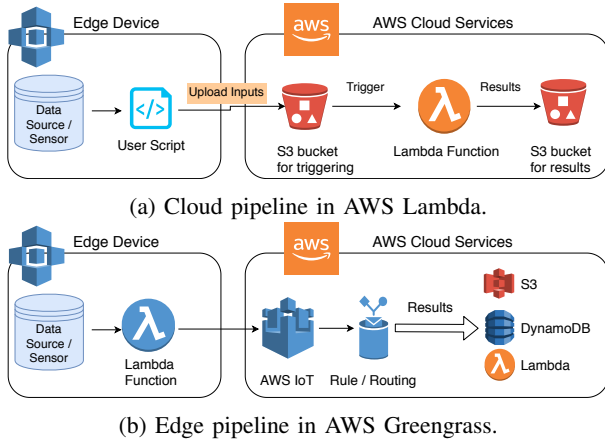 Edge Device
aws
AWS Cloud Services
Data
Source /
Sensor
User Script
Upload Inputs
S3 bucket
for triggering
Trigger
Lambda Function
Results
S3 bucket
for results
(a) Cloud pipeline in AWS Lambda.
Edge Device
aws
AWS Cloud Services
Data
Source /
Sensor
Lambda
Function
AWS IoT
Rule / Routing
Results
S3
DynamoDB
Lambda
(b) Edge pipeline in AWS Greengrass.